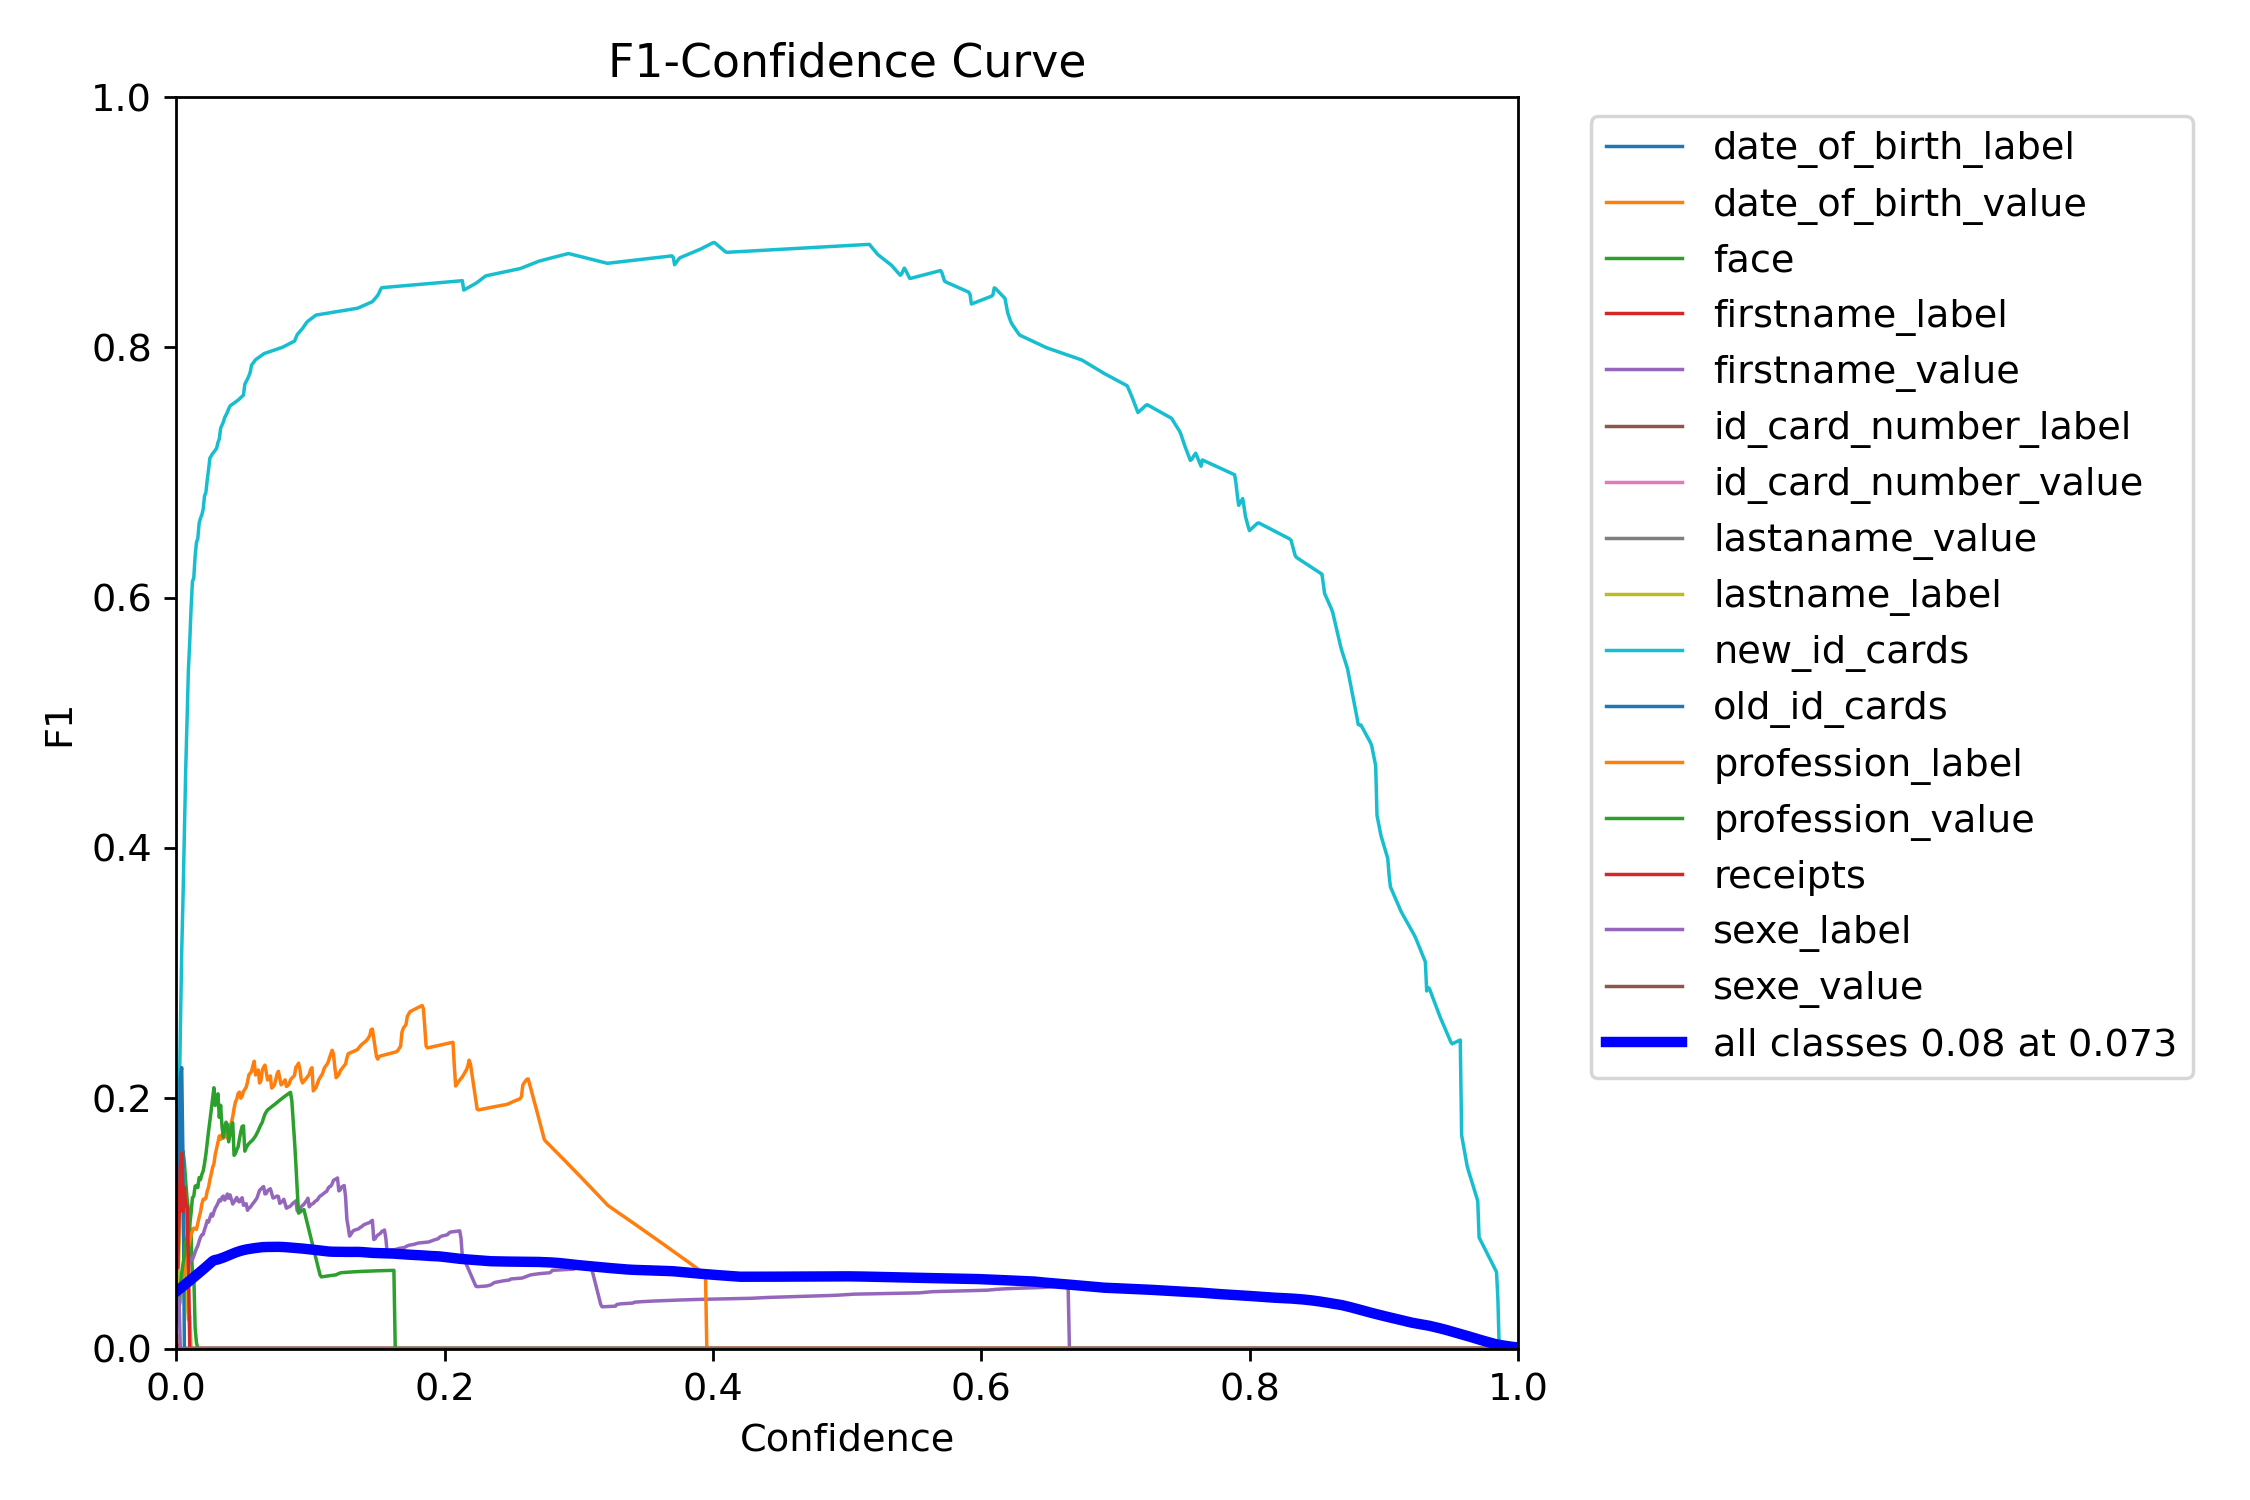 F1-Confidence Curve
1.0
0.8
0.6
0.4
0.2
0.0
F1
0.0 0.2 0.4 0.6 0.8 1.0
Confidence
date_of_birth_label
date_of_birth_value
face
firstname_label
firstname_value
id_card_number_label
id_card_number_value
lastaname_value
lastname_label
new_id_cards
old_id_cards
profession_label
profession_value
receipts
sexe_label
sexe_value
all classes 0.08 at 0.073